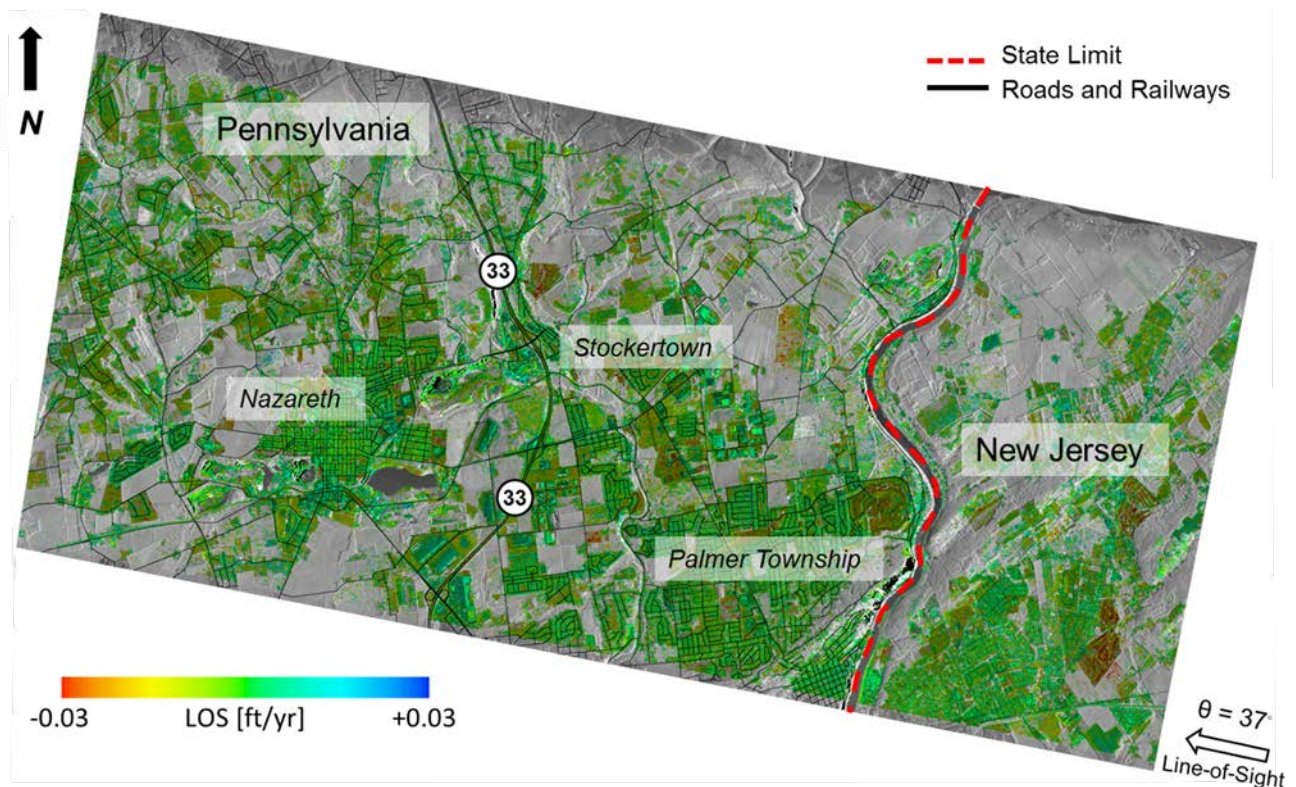 N
State Limit
Roads and Railways
Pennsylvania
33
Stockertown
Nazareth
New Jersey
33
Palmer Township
-0.03 LOS [ft/yr] +0.03
θ = 37°
Line-of-Sight